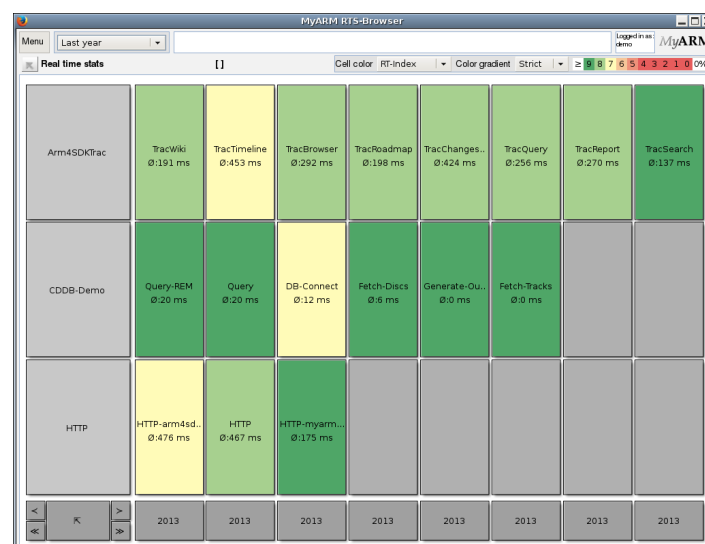 MyARM RTS-Browser
Menu Last year Logged in as: demo MyARM
Real time stats [ ] Cell color RT-Index Color gradient Strict ≥ 9 8 7 6 5 4 3 2 1 0 0%
Arm4SDKTrac TracWiki TracTimeline TracBrowser TracRoadmap TracChanges.. TracQuery TracReport TracSearch
Ø:191 ms Ø:453 ms Ø:292 ms Ø:198 ms Ø:424 ms Ø:256 ms Ø:270 ms Ø:137 ms
CDDB-Demo Query-REM Query DB-Connect Fetch-Discs Generate-Ou.. Fetch-Tracks
Ø:20 ms Ø:20 ms Ø:12 ms Ø:6 ms Ø:0 ms Ø:0 ms
HTTP HTTP-arm4sd.. HTTP HTTP-myarm...
Ø:476 ms Ø:467 ms Ø:175 ms
< > ≪ ≫ 2013 2013 2013 2013 2013 2013 2013 2013